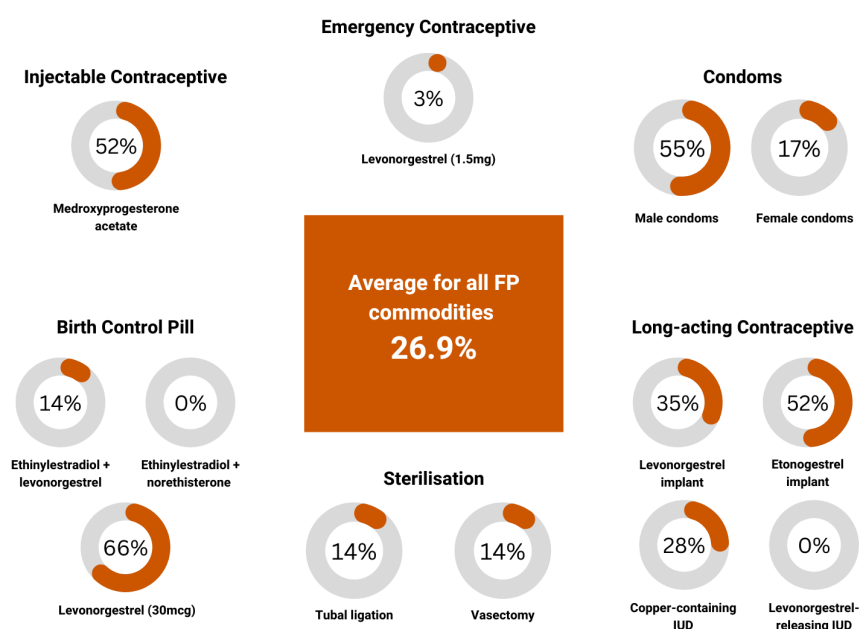 Emergency Contraceptive
3%
Levonorgestrel (1.5mg)
Injectable Contraceptive
52%
Medroxyprogesterone
acetate
Condoms
55%
Male condoms
17%
Female condoms
Average for all FP
commodities
26.9%
Birth Control Pill
14%
Ethinylestradiol +
levonorgestrel
0%
Ethinylestradiol +
norethisterone
66%
Levonorgestrel (30mcg)
Sterilisation
14%
Tubal ligation
14%
Vasectomy
Long-acting Contraceptive
35%
Levonorgestrel
implant
52%
Etonogestrel
implant
28%
Copper-containing
IUD
0%
Levonorgestrel-
releasing IUD